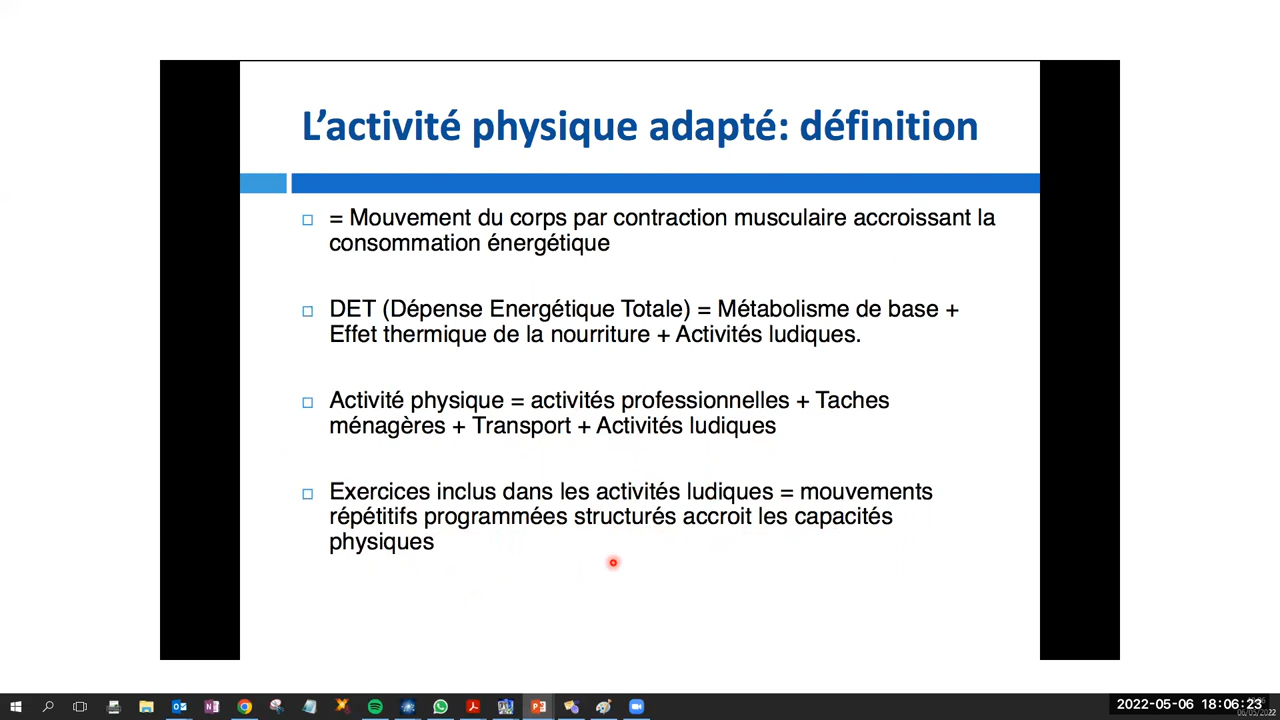 L’activité physique adapté: définition
= Mouvement du corps par contraction musculaire accroissant la
consommation énergétique
DET (Dépense Energétique Totale) = Métabolisme de base +
Effet thermique de la nourriture + Activités ludiques.
Activité physique = activités professionnelles + Taches
ménagères + Transport + Activités ludiques
Exercices inclus dans les activités ludiques = mouvements
répétitifs programmées structurés accroit les capacités
physiques
2022-05-06 18:06:23